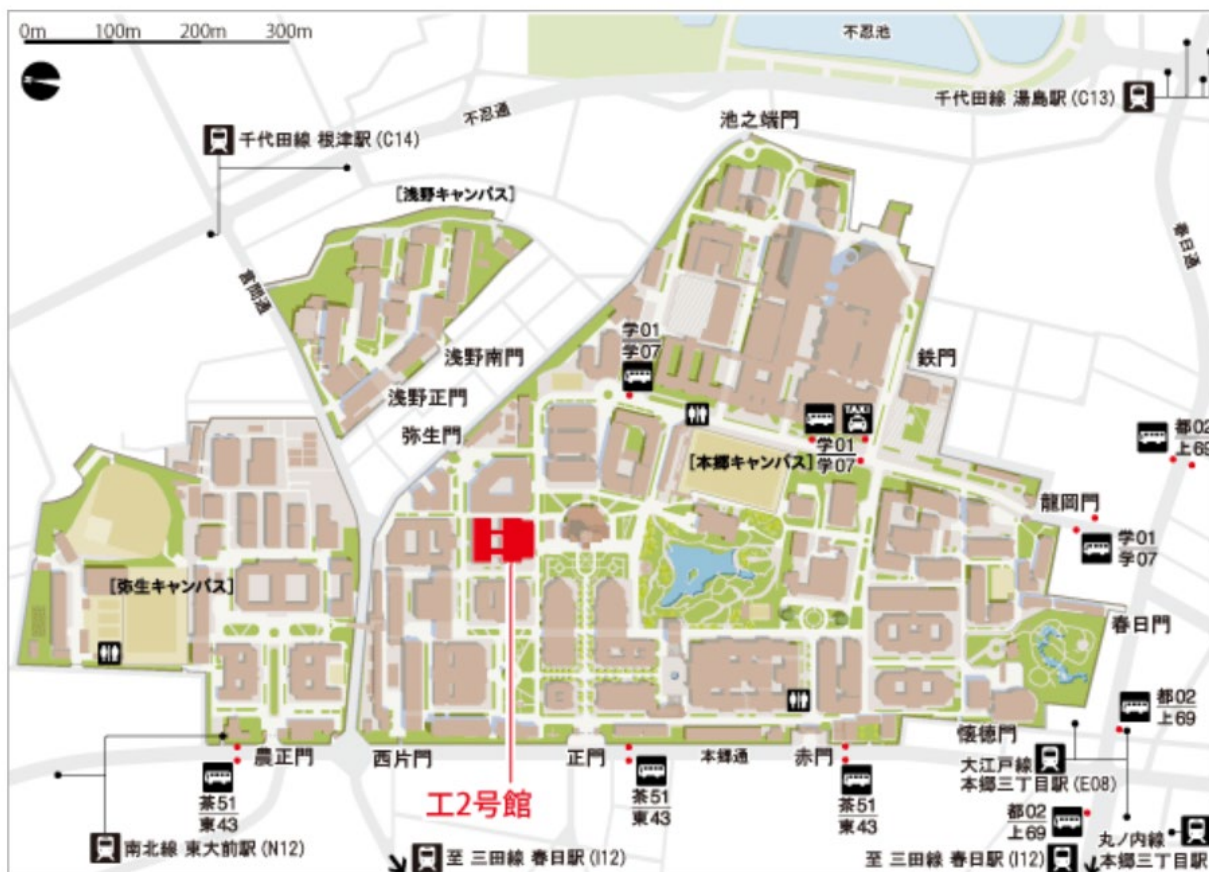 0m 100m 200m 300m
不忍池
千代田線 湯島駅 (C13)
不忍通
池之端門
千代田線 根津駅 (C14)
[浅野キャンパス]
春日通
言問通
学01
学07
浅野南門
鉄門
浅野正門
弥生門
TAXI
学01
学07
[本郷キャンパス]
都02
上69
龍岡門
学01
学07
[弥生キャンパス]
春日門
都02
上69
農正門
西片門
正門
本郷通
赤門
懐徳門
大江戸線
本郷三丁目駅 (E08)
茶51
東43
工2号館
茶51
東43
茶51
東43
都02
上69
南北線 東大前駅 (N12)
至 三田線 春日駅 (I12)
至 三田線 春日駅 (I12)
丸ノ内線
本郷三丁目駅